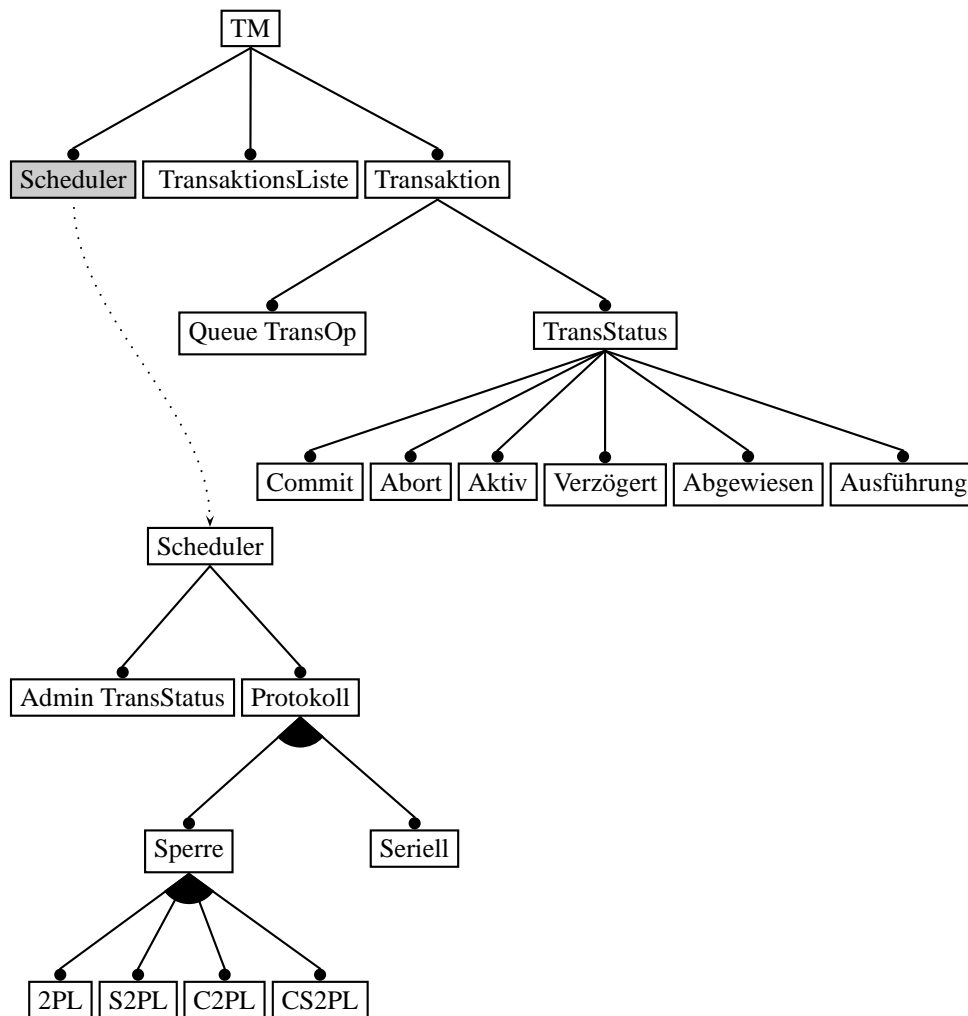 TM
Scheduler
TransaktionsListe
Transaktion
Queue TransOp
TransStatus
Commit
Abort
Aktiv
Verzögert
Abgewiesen
Ausführung
Scheduler
Admin TransStatus
Protokoll
Sperre
Seriell
2PL
S2PL
C2PL
CS2PL